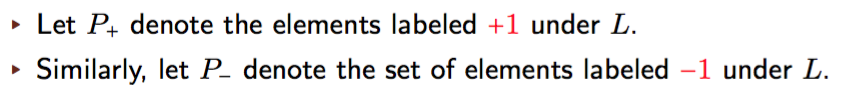 ▸ Let P₊ denote the elements labeled +1 under L.
▸ Similarly, let P₋ denote the set of elements labeled −1 under L.